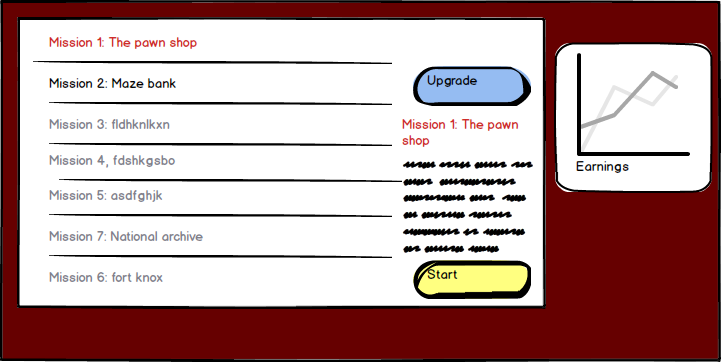 Mission 1: The pawn shop
Mission 2: Maze bank
Mission 3: fldhknlkxn
Mission 4, fdshkgsbo
Mission 5: asdfghjk
Mission 7: National archive
Mission 6: fort knox
Upgrade
Mission 1: The pawn
shop
Start
Earnings